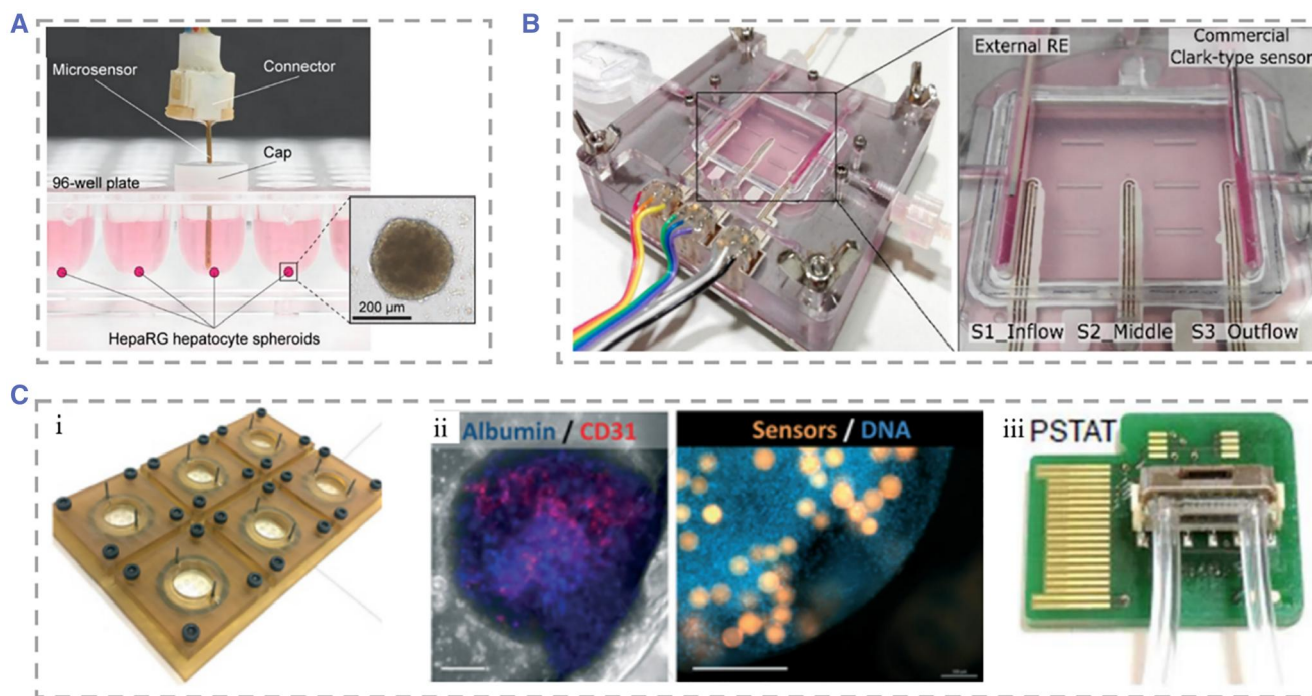 A
Microsensor
Connector
Cap
96-well plate
200 µm
HepaRG hepatocyte spheroids
B
External RE
Commercial
Clark-type sensor
S1_Inflow S2_Middle S3_Outflow
C
i
ii
Albumin / CD31
Sensors / DNA
iii
PSTAT